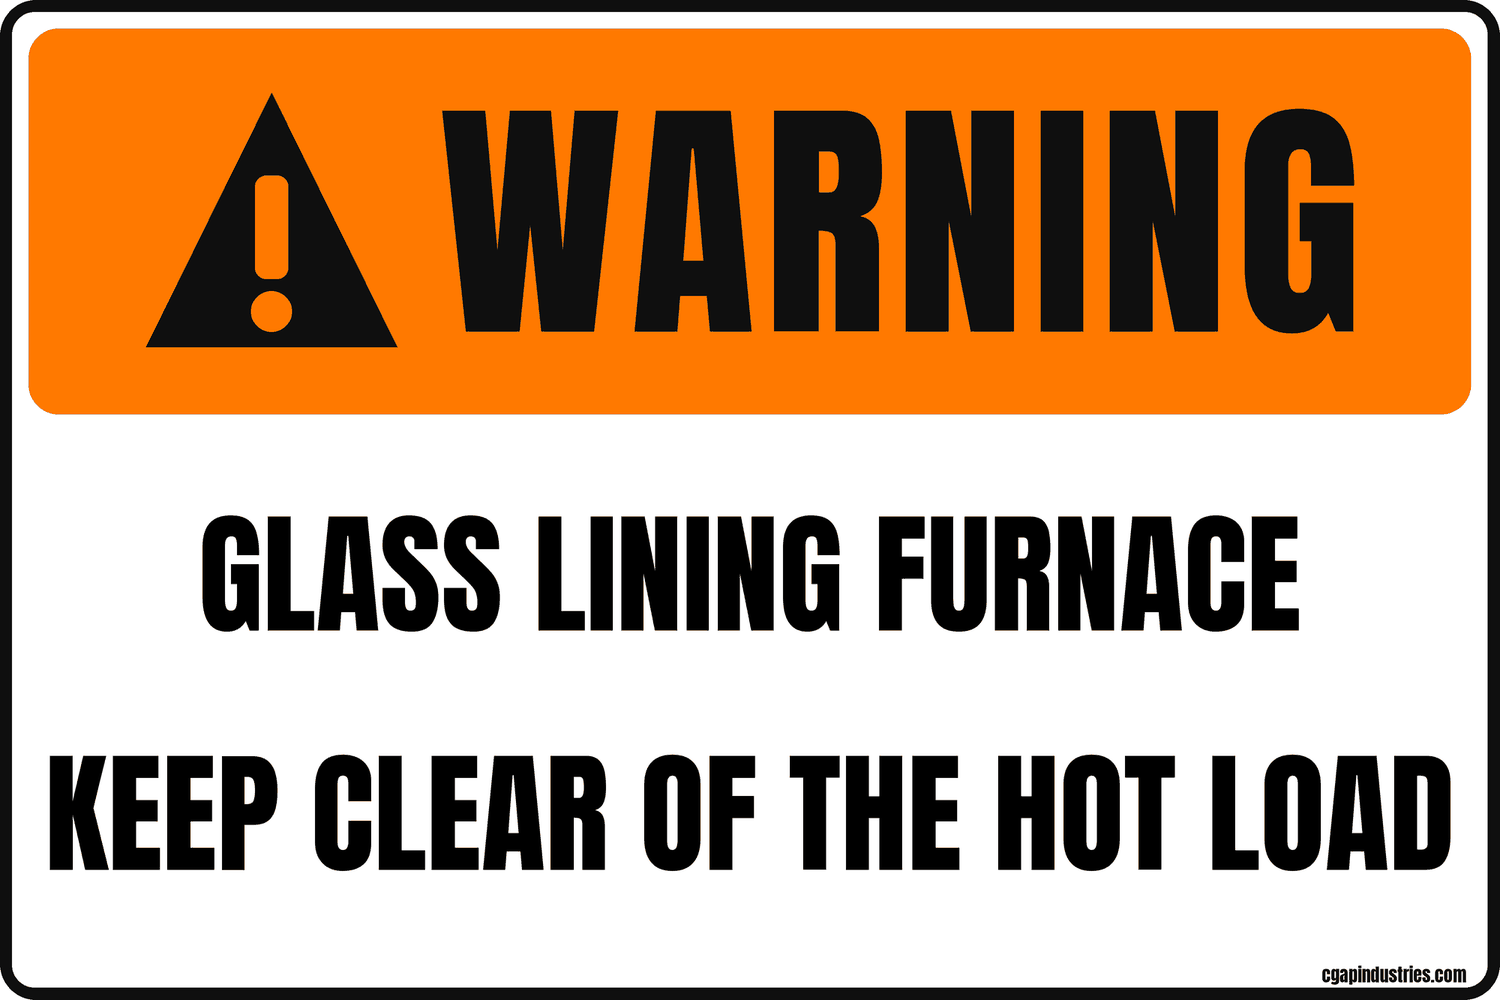 WARNING
GLASS LINING FURNACE
KEEP CLEAR OF THE HOT LOAD
cgapindustries.com